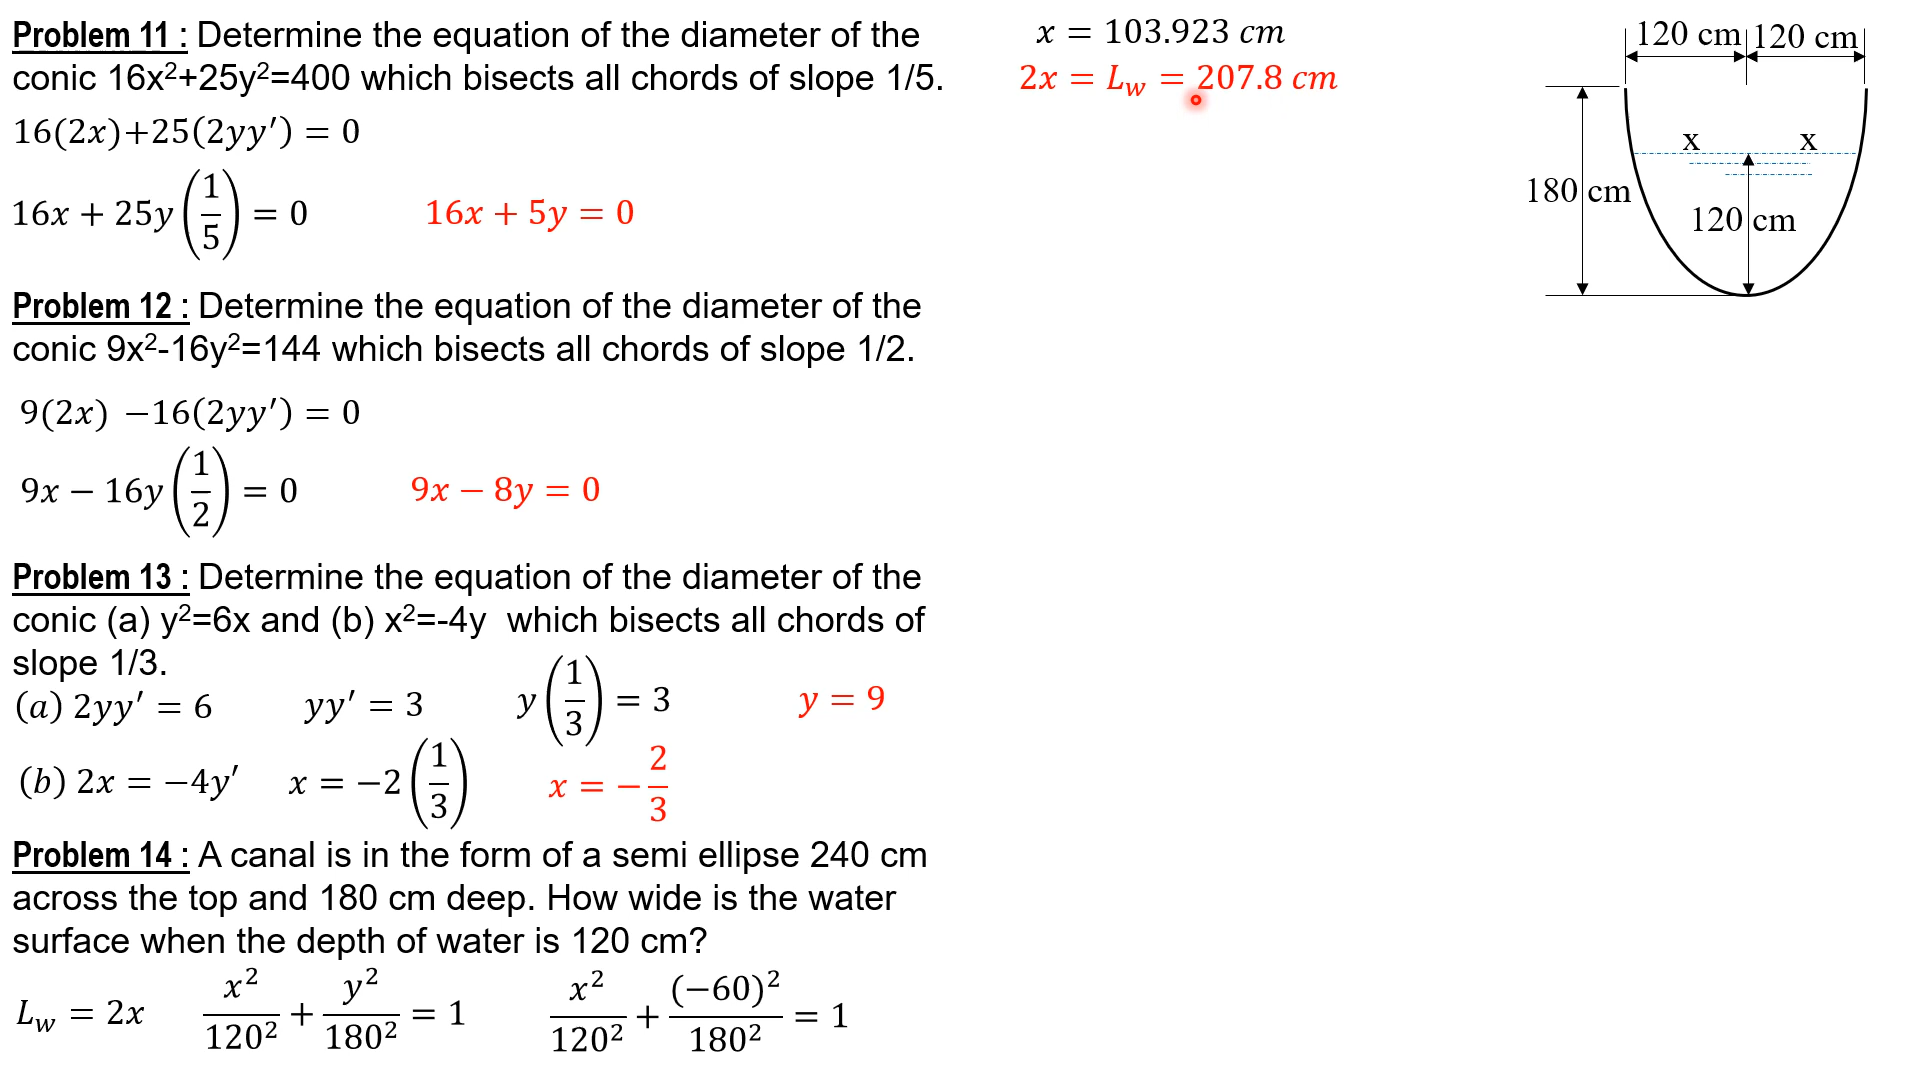 Problem 11 : Determine the equation of the diameter of the
conic 16x²+25y²=400 which bisects all chords of slope 1/5.
16(2x)+25(2yy′) = 0
16x + 25y(1/5) = 0
16x + 5y = 0
Problem 12 : Determine the equation of the diameter of the
conic 9x²-16y²=144 which bisects all chords of slope 1/2.
9(2x) −16(2yy′) = 0
9x − 16y(1/2) = 0
9x − 8y = 0
Problem 13 : Determine the equation of the diameter of the
conic (a) y²=6x and (b) x²=-4y which bisects all chords of
slope 1/3.
(a) 2yy′ = 6
yy′ = 3
y(1/3) = 3
y = 9
(b) 2x = −4y′
x = −2(1/3)
x = −2/3
Problem 14 : A canal is in the form of a semi ellipse 240 cm
across the top and 180 cm deep. How wide is the water
surface when the depth of water is 120 cm?
L_w = 2x
x²/120² + y²/180² = 1
x²/120² + (−60)²/180² = 1
x = 103.923 cm
2x = L_w = 207.8 cm
120 cm
120 cm
x
x
180 cm
120 cm